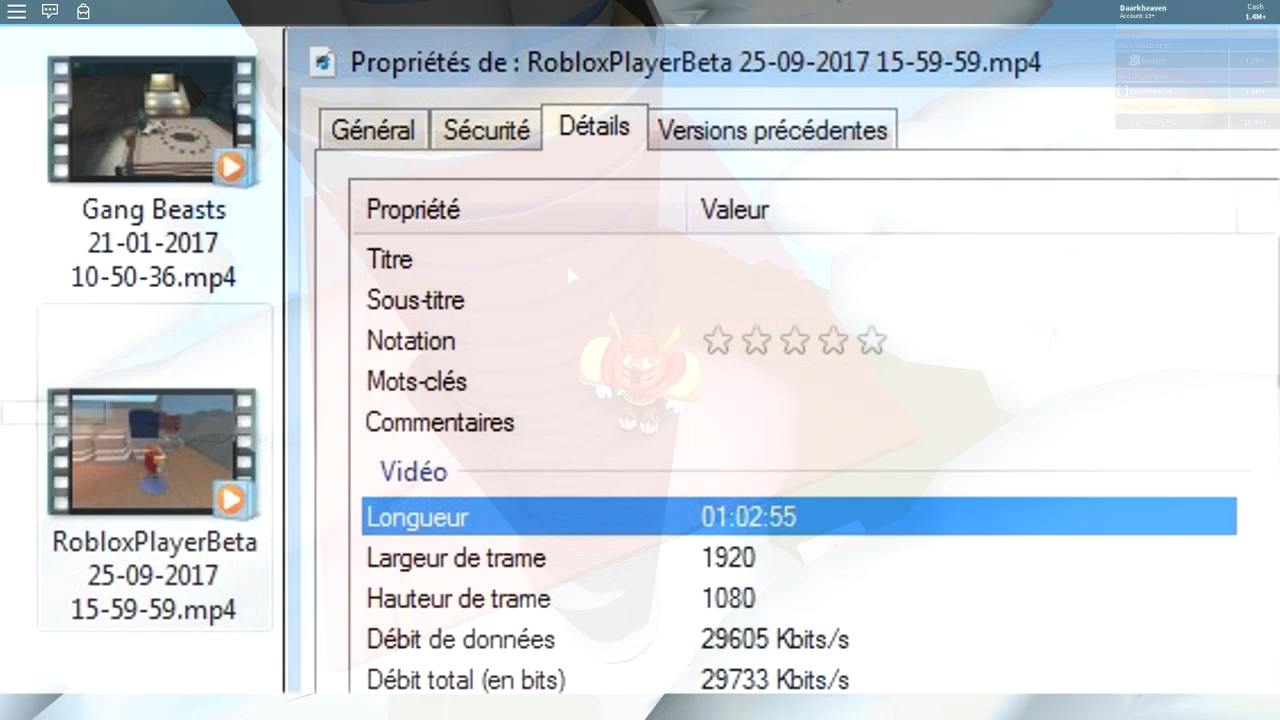 Daarkheaven
Account: 13+
Cash
1.4M+
Propriétés de : RobloxPlayerBeta 25-09-2017 15-59-59.mp4
Général
Sécurité
Détails
Versions précédentes
Gang Beasts
21-01-2017
10-50-36.mp4
RobloxPlayerBeta
25-09-2017
15-59-59.mp4
Propriété Valeur
Titre
Sous-titre
Notation
Mots-clés
Commentaires
Vidéo
Longueur 01:02:55
Largeur de trame 1920
Hauteur de trame 1080
Débit de données 29605 Kbits/s
Débit total (en bits) 29733 Kbits/s